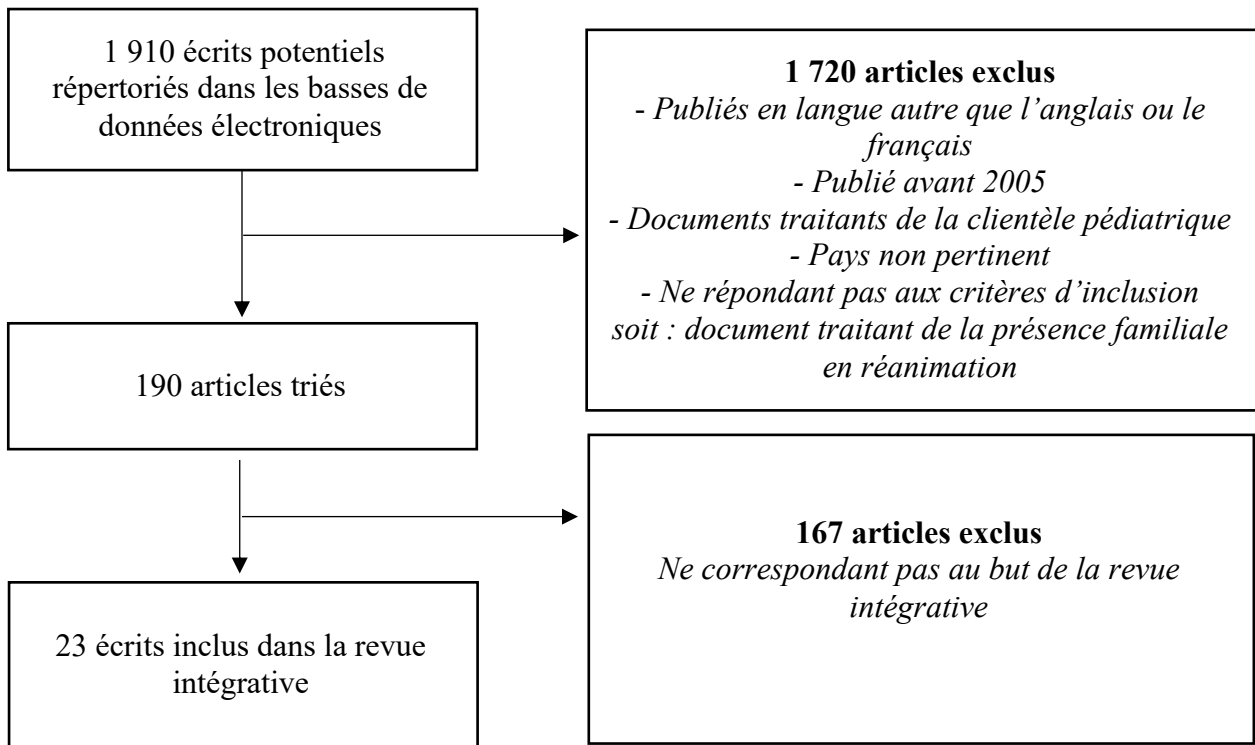 1 910 écrits potentiels
répertoriés dans les basses de
données électroniques
1 720 articles exclus
- Publiés en langue autre que l’anglais ou le
français
- Publié avant 2005
- Documents traitants de la clientèle pédiatrique
- Pays non pertinent
- Ne répondant pas aux critères d’inclusion
soit : document traitant de la présence familiale
en réanimation
190 articles triés
167 articles exclus
Ne correspondant pas au but de la revue
intégrative
23 écrits inclus dans la revue
intégrative